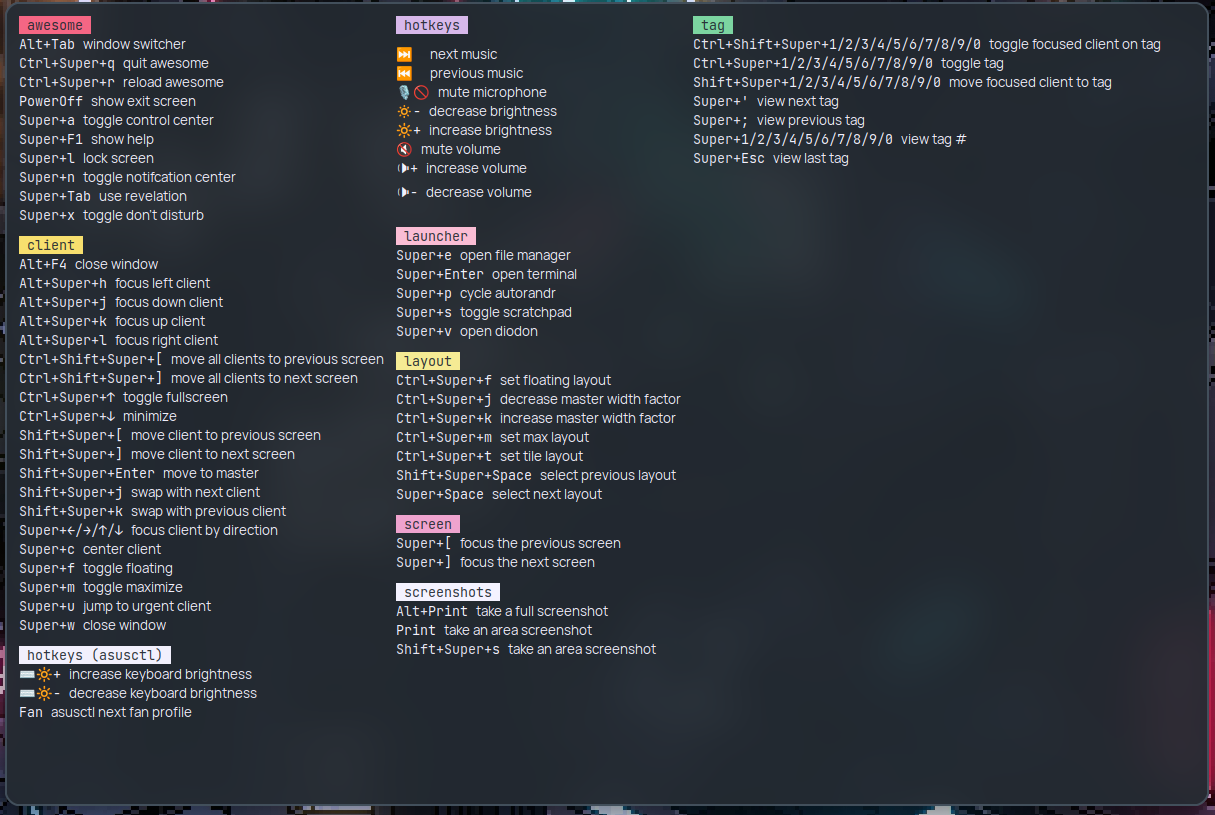 awesome
Alt+Tab window switcher
Ctrl+Super+q quit awesome
Ctrl+Super+r reload awesome
PowerOff show exit screen
Super+a toggle control center
Super+F1 show help
Super+l lock screen
Super+n toggle notifcation center
Super+Tab use revelation
Super+x toggle don't disturb
client
Alt+F4 close window
Alt+Super+h focus left client
Alt+Super+j focus down client
Alt+Super+k focus up client
Alt+Super+l focus right client
Ctrl+Shift+Super+[ move all clients to previous screen
Ctrl+Shift+Super+] move all clients to next screen
Ctrl+Super+↑ toggle fullscreen
Ctrl+Super+↓ minimize
Shift+Super+[ move client to previous screen
Shift+Super+] move client to next screen
Shift+Super+Enter move to master
Shift+Super+j swap with next client
Shift+Super+k swap with previous client
Super+←/→/↑/↓ focus client by direction
Super+c center client
Super+f toggle floating
Super+m toggle maximize
Super+u jump to urgent client
Super+w close window
hotkeys (asusctl)
⌨🔆+ increase keyboard brightness
⌨🔆- decrease keyboard brightness
Fan asusctl next fan profile
hotkeys
⏭ next music
⏮ previous music
🎙🚫 mute microphone
🔆- decrease brightness
🔆+ increase brightness
🔇 mute volume
🕩+ increase volume
🕩- decrease volume
launcher
Super+e open file manager
Super+Enter open terminal
Super+p cycle autorandr
Super+s toggle scratchpad
Super+v open diodon
layout
Ctrl+Super+f set floating layout
Ctrl+Super+j decrease master width factor
Ctrl+Super+k increase master width factor
Ctrl+Super+m set max layout
Ctrl+Super+t set tile layout
Shift+Super+Space select previous layout
Super+Space select next layout
screen
Super+[ focus the previous screen
Super+] focus the next screen
screenshots
Alt+Print take a full screenshot
Print take an area screenshot
Shift+Super+s take an area screenshot
tag
Ctrl+Shift+Super+1/2/3/4/5/6/7/8/9/0 toggle focused client on tag
Ctrl+Super+1/2/3/4/5/6/7/8/9/0 toggle tag
Shift+Super+1/2/3/4/5/6/7/8/9/0 move focused client to tag
Super+' view next tag
Super+; view previous tag
Super+1/2/3/4/5/6/7/8/9/0 view tag #
Super+Esc view last tag